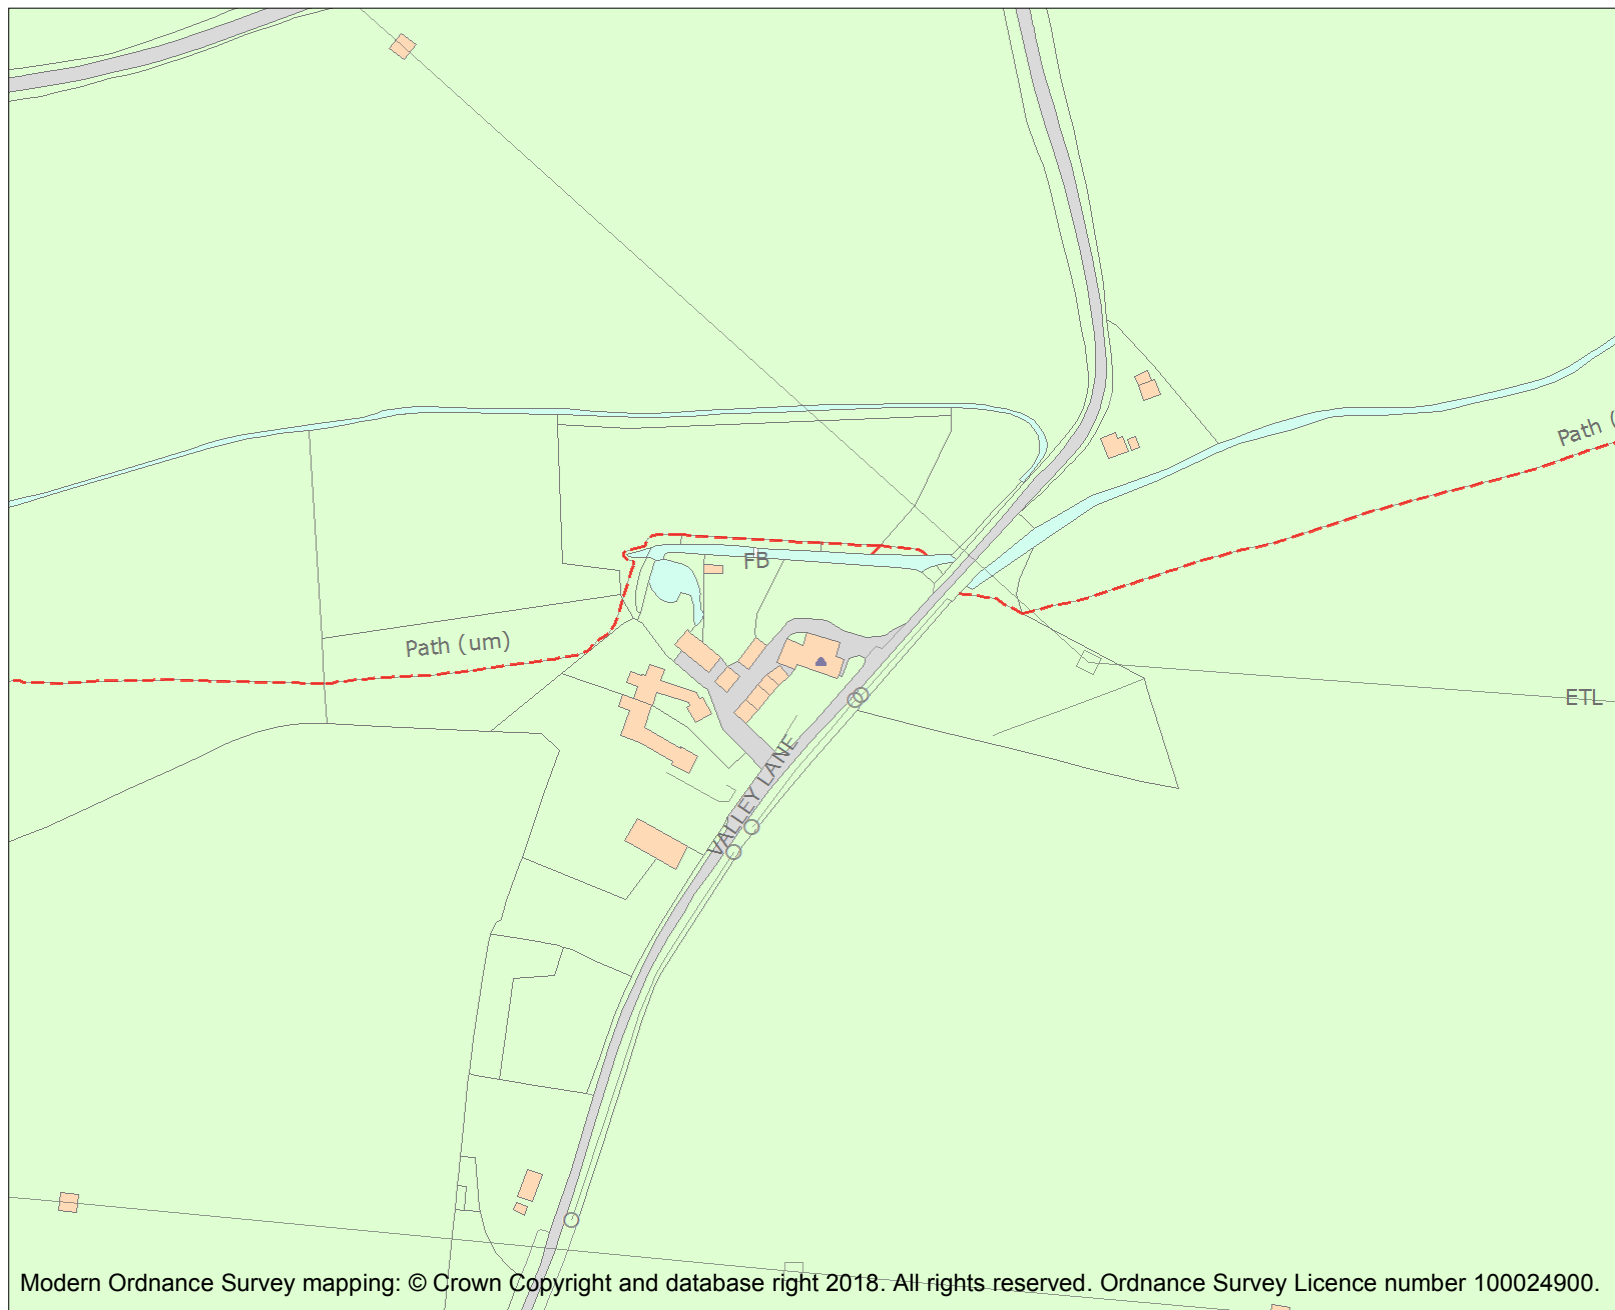 Path (
FB
Path (um)
ETL
VALLEY LANE
Modern Ordnance Survey mapping: © Crown Copyright and database right 2018. All rights reserved. Ordnance Survey Licence number 100024900.